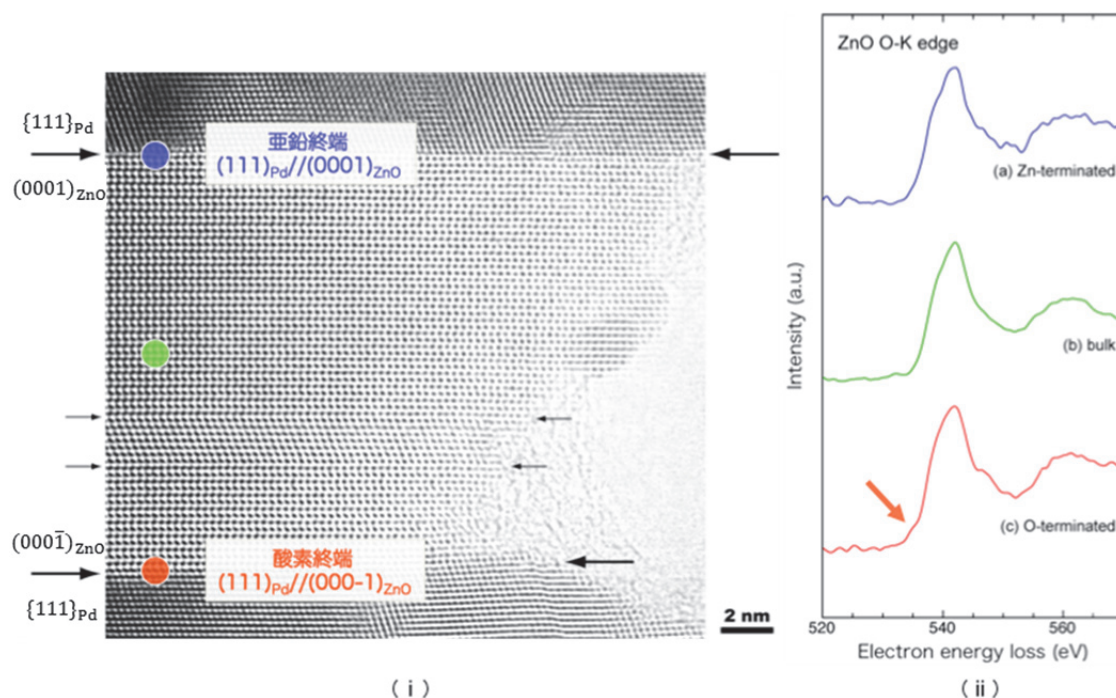 {111}Pd
(0001)ZnO
亜鉛終端
(111)Pd//(0001)ZnO
(0001̄)ZnO
{111}Pd
酸素終端
(111)Pd//(000-1)ZnO
2 nm
(i)
ZnO O-K edge
(a) Zn-terminated
(b) bulk
(c) O-terminated
Intensity (a.u.)
520
540
560
Electron energy loss (eV)
(ii)